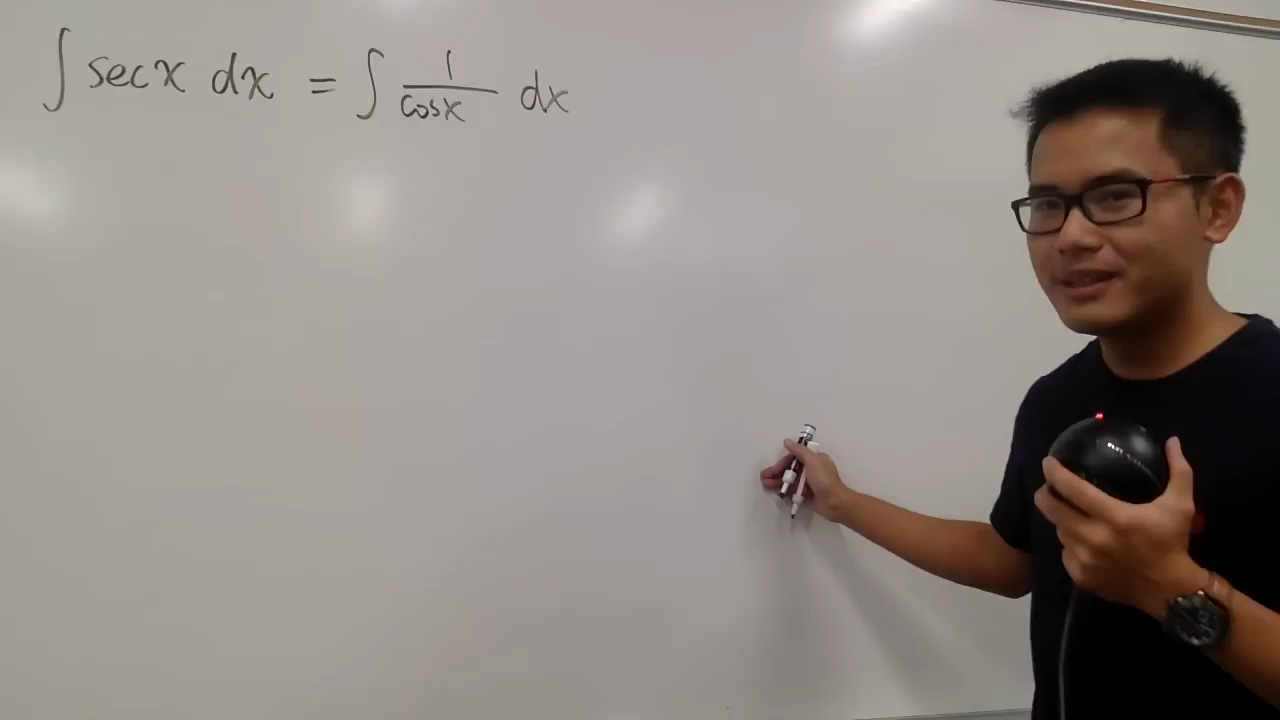 ∫ sec x dx = ∫ 1/cos x dx